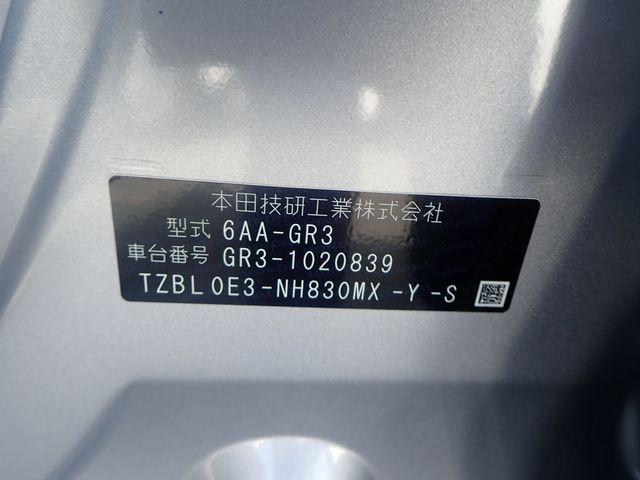 本田技研工業株式会社
型式 6AA-GR3
車台番号 GR3-1020839
TZBL0E3-NH830MX-Y-S